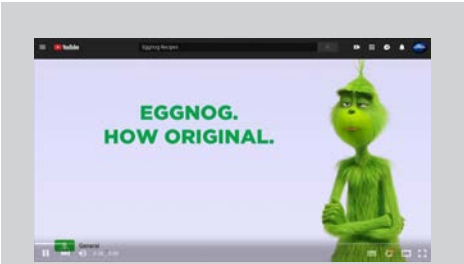 YouTube
Eggnog Recipes
EGGNOG.
HOW ORIGINAL.
General